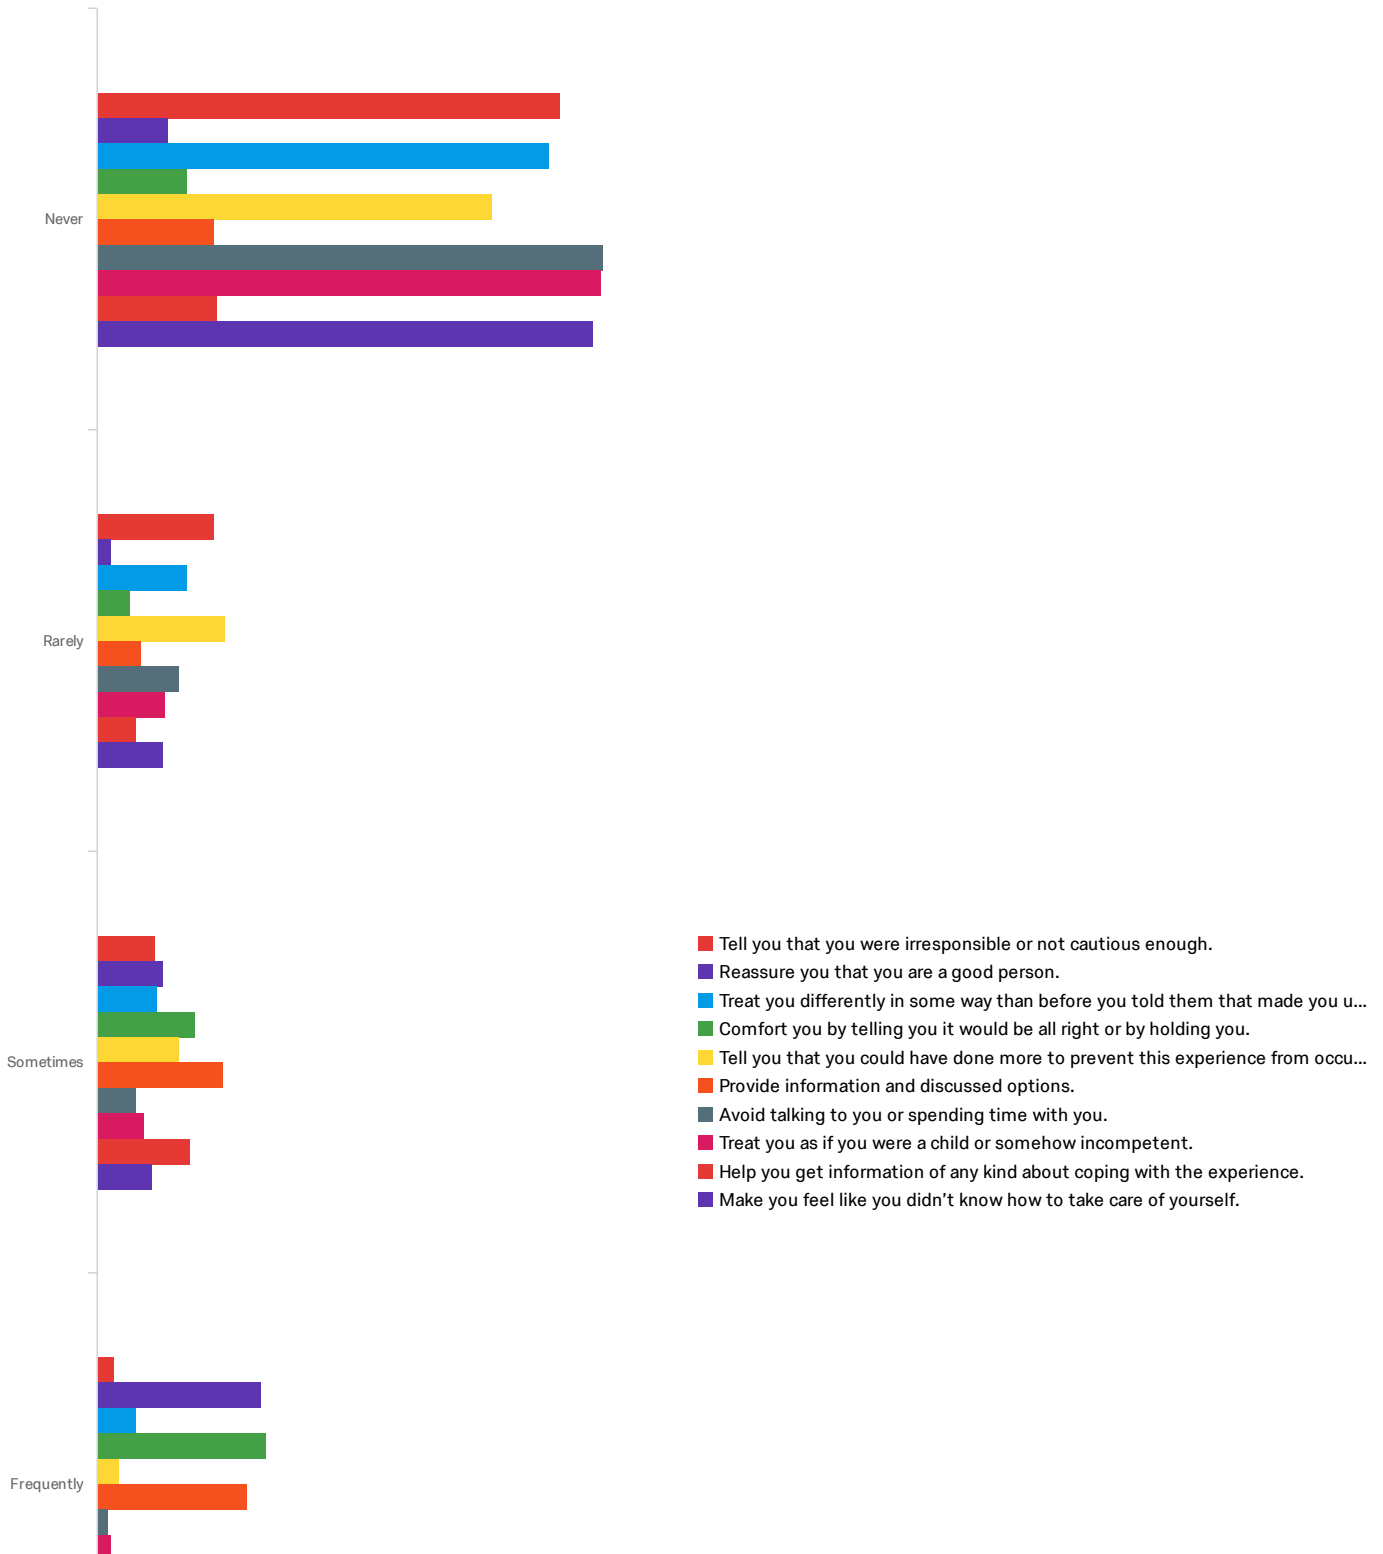 Never
Rarely
Sometimes
Frequently
Tell you that you were irresponsible or not cautious enough.
Reassure you that you are a good person.
Treat you differently in some way than before you told them that made you u...
Comfort you by telling you it would be all right or by holding you.
Tell you that you could have done more to prevent this experience from occu...
Provide information and discussed options.
Avoid talking to you or spending time with you.
Treat you as if you were a child or somehow incompetent.
Help you get information of any kind about coping with the experience.
Make you feel like you didn’t know how to take care of yourself.